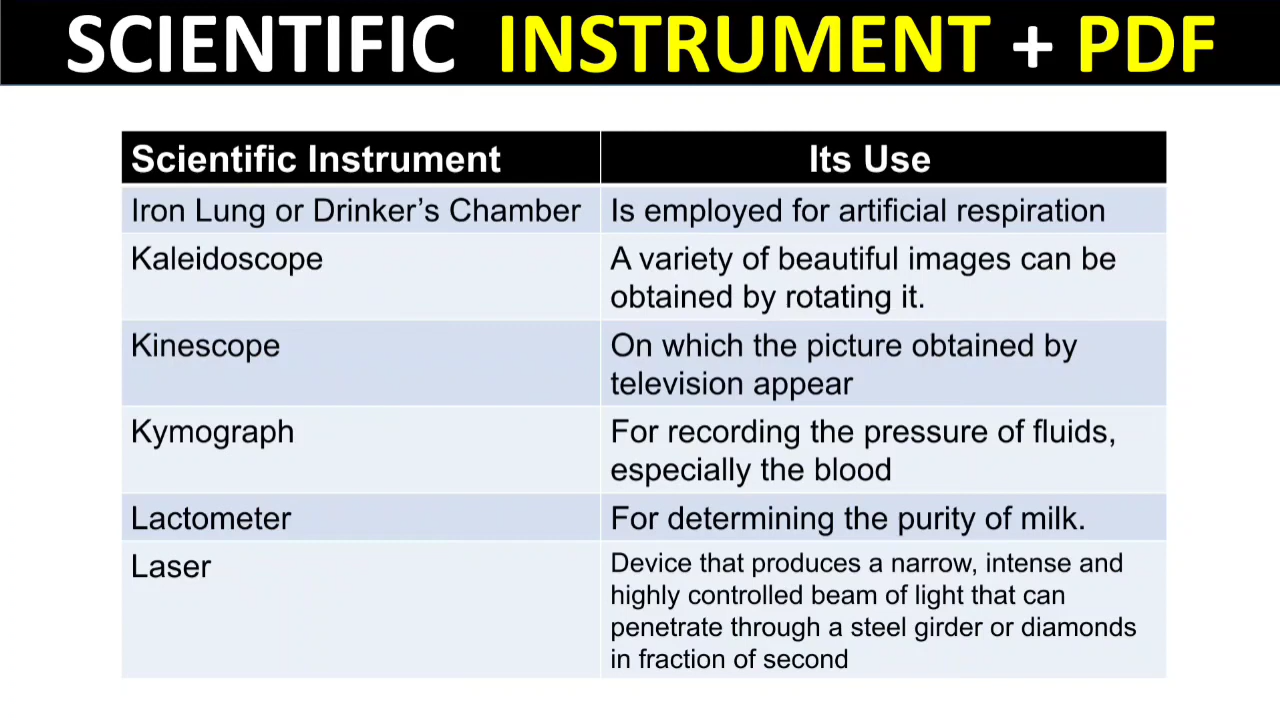 SCIENTIFIC INSTRUMENT + PDF
Scientific Instrument
Its Use
Iron Lung or Drinker’s Chamber
Is employed for artificial respiration
Kaleidoscope
A variety of beautiful images can be
obtained by rotating it.
Kinescope
On which the picture obtained by
television appear
Kymograph
For recording the pressure of fluids,
especially the blood
Lactometer
For determining the purity of milk.
Laser
Device that produces a narrow, intense and
highly controlled beam of light that can
penetrate through a steel girder or diamonds
in fraction of second